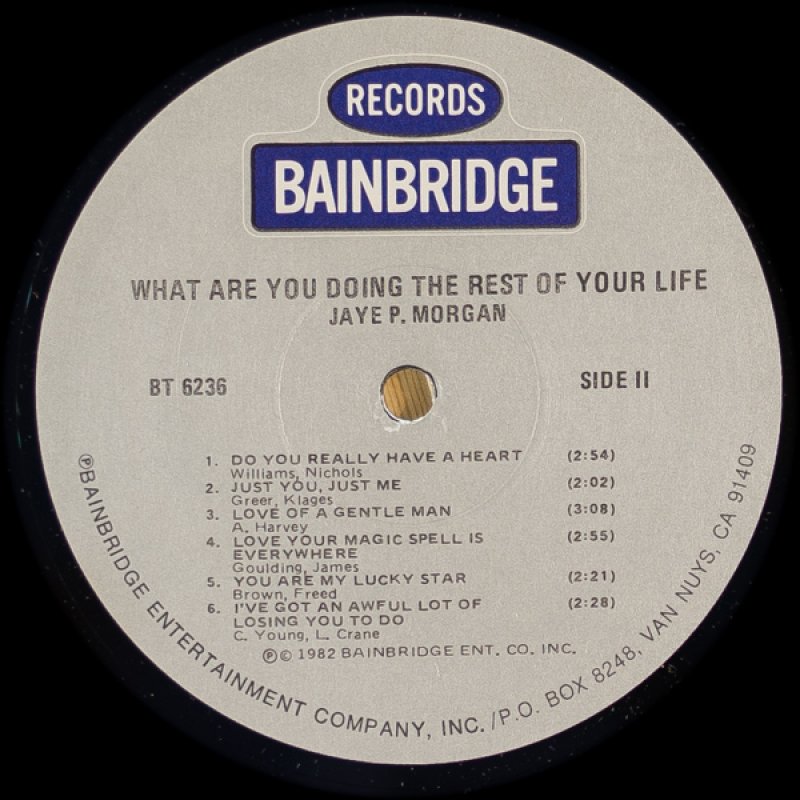 RECORDS
BAINBRIDGE
WHAT ARE YOU DOING THE REST OF YOUR LIFE
JAYE P. MORGAN
BT 6236
SIDE II
1. DO YOU REALLY HAVE A HEART (2:54)
Williams, Nichols
2. JUST YOU, JUST ME (2:02)
Greer, Klages
3. LOVE OF A GENTLE MAN (3:08)
A. Harvey
4. LOVE YOUR MAGIC SPELL IS (2:55)
EVERYWHERE
Goulding, James
5. YOU ARE MY LUCKY STAR (2:21)
Brown, Freed
6. I'VE GOT AN AWFUL LOT OF (2:28)
LOSING YOU TO DO
C. Young, L. Crane
℗© 1982 BAINBRIDGE ENT. CO. INC.
℗BAINBRIDGE ENTERTAINMENT COMPANY, INC. /P.O. BOX 8248, VAN NUYS, CA 91409